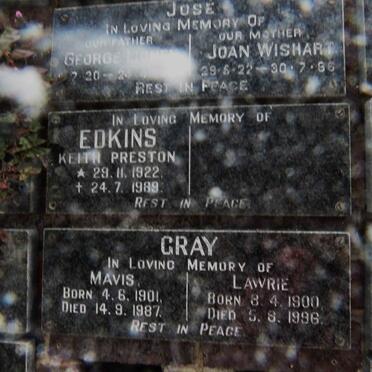 JOSE
IN LOVING MEMORY OF
OUR FATHER OUR MOTHER
GEORGE JOAN WISHART
29·5·22–30·7·86
REST IN PEACE
IN LOVING MEMORY OF
EDKINS
KEITH PRESTON
* 29.11.1922
† 24.7.1989
REST IN PEACE
GRAY
IN LOVING MEMORY OF
MAVIS LAWRIE
BORN 4.6.1901, BORN 8.4.1900
DIED 14.9.1987. DIED 5.8.1996.
REST IN PEACE